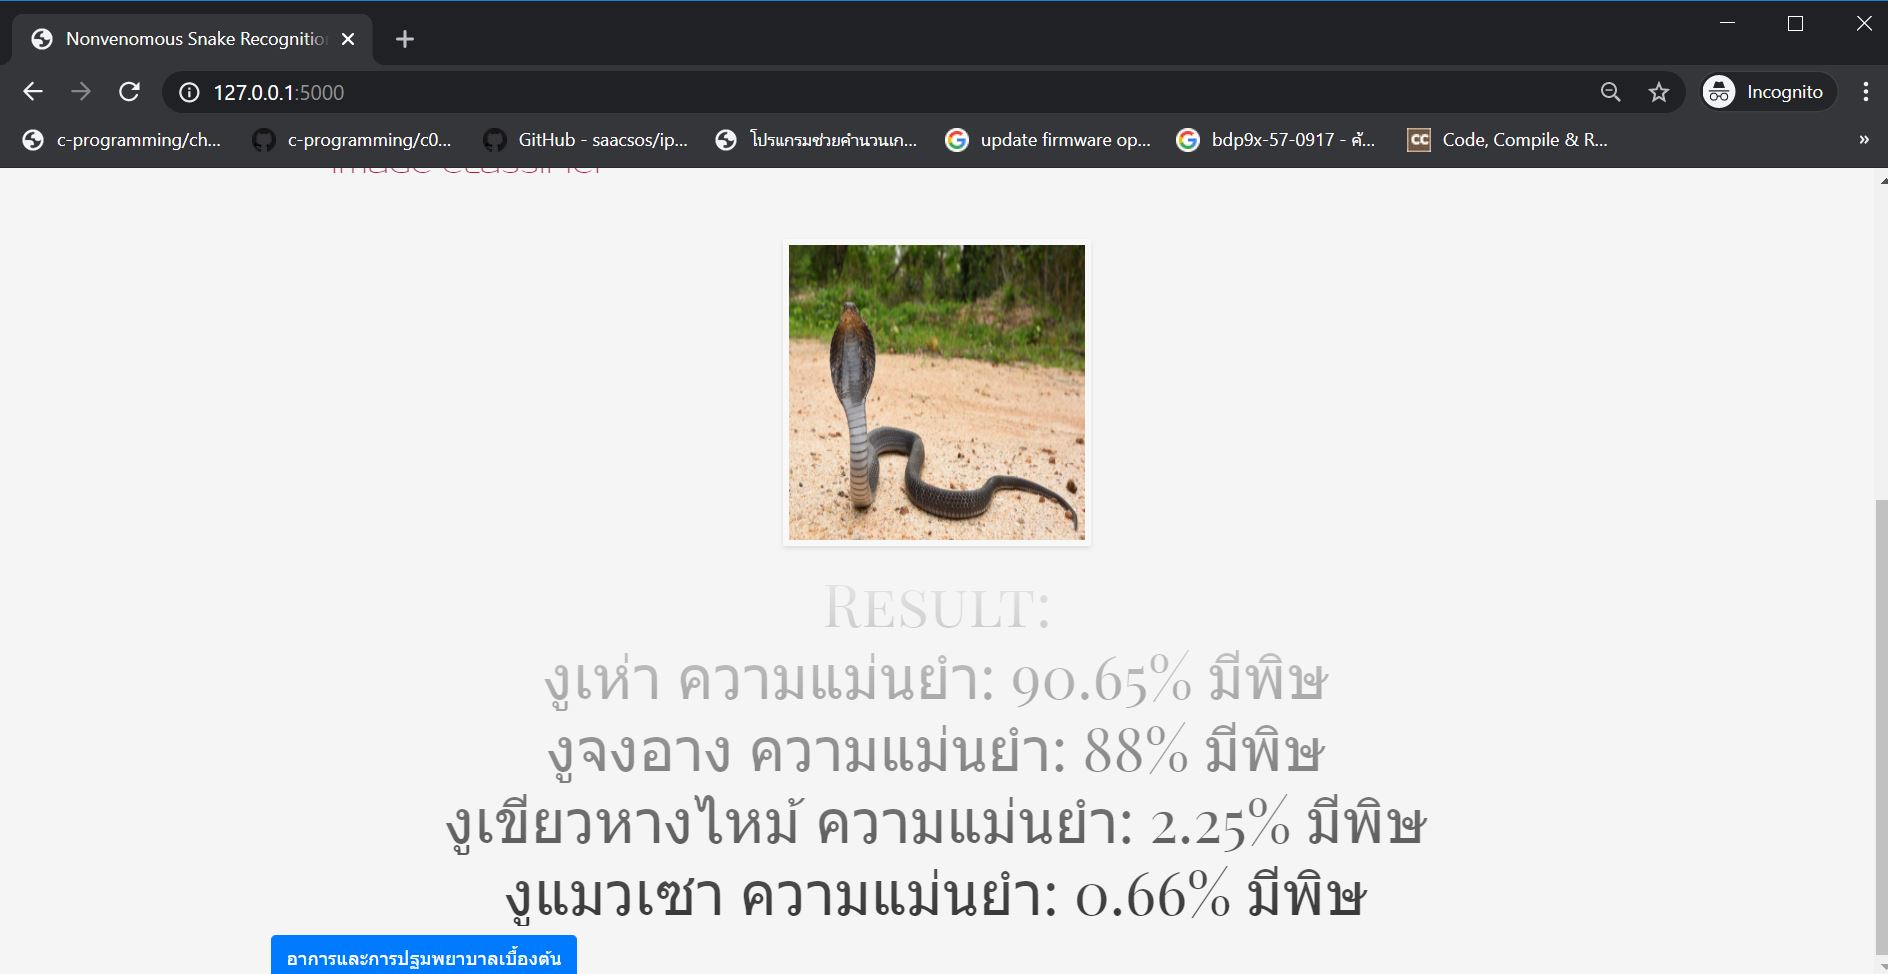 Nonvenomous Snake Recognition
127.0.0.1:5000
Incognito
c-programming/ch...
c-programming/c0...
GitHub - saacsos/ip...
โปรแกรมช่วยคำนวนเก...
update firmware op...
bdp9x-57-0917 - ค้...
CC
Code, Compile & R...
»
Image Classifier
RESULT:
งูเห่า ความแม่นยำ: 90.65% มีพิษ
งูจงอาง ความแม่นยำ: 88% มีพิษ
งูเขียวหางไหม้ ความแม่นยำ: 2.25% มีพิษ
งูแมวเซา ความแม่นยำ: 0.66% มีพิษ
อาการและการปฐมพยาบาลเบื้องต้น